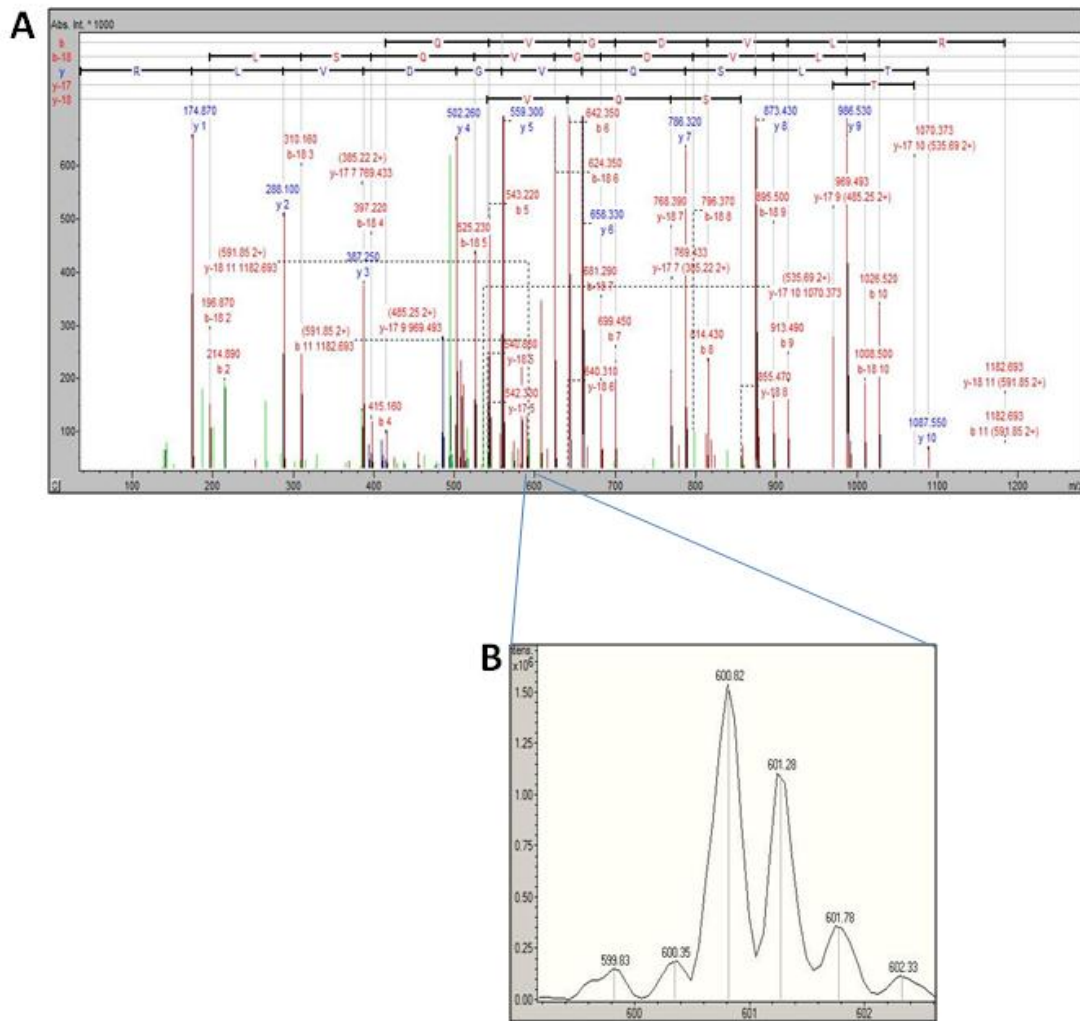 A
Abs. Int. * 1000
b Q V G D V L R
b-18 L S Q V G D V L
y R L V D G V Q S L T
y-17 T
y-18 V Q S
174.870
y 1
502.260
y 4
559.300
y 5
642.350
b 6
786.320
y 7
873.430
y 8
986.530
y 9
1070.373
y-17 10 (535.69 2+)
310.160
b-18 3
(385.22 2+)
y-17 7 769.433
624.350
b-18 6
288.100
y 2
397.220
b-18 4
543.220
b 5
768.390
y-18 7
796.370
b-18 8
895.500
b-18 9
969.493
y-17 9 (485.25 2+)
525.230
b-18 5
658.330
y 6
(591.85 2+)
y-18 11 1182.693
387.250
y 3
769.433
y-17 7 (385.22 2+)
681.290
b-18 7
(535.69 2+)
y-17 10 1070.373
196.870
b-18 2
(485.25 2+)
y-17 9 969.493
1026.520
b 10
(591.85 2+)
b 11 1182.693
699.450
b 7
913.490
b 9
214.890
b 2
y-18 5
814.430
b 8
1008.500
b-18 10
1182.693
y-18 11 (591.85 2+)
640.310
y-18 6
y-17 5
855.470
y-18 8
415.160
b 4
1182.693
b 11 (591.85 2+)
1087.550
y 10
600
500
400
300
200
100
100 200 300 400 500 600 700 800 900 1000 1100 1200 m/z
B
x10⁶
600.82
1.50
1.25
601.28
1.00
0.75
0.50
601.78
0.25
599.83
600.35
602.33
0.00
600 601 602